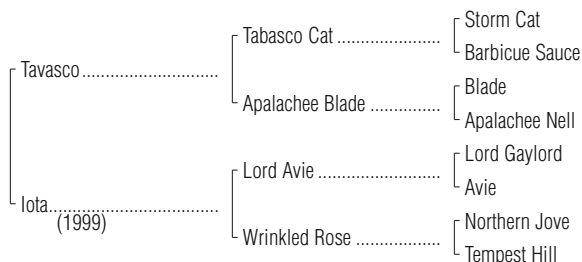 Storm Cat
Tabasco Cat ....................
Barbicue Sauce
Tavasco..........................
Blade
Apalachee Blade ..............
Apalachee Nell
Lord Gaylord
Lord Avie ........................
Avie
Iota................................
(1999)
Northern Jove
Wrinkled Rose .................
Tempest Hill